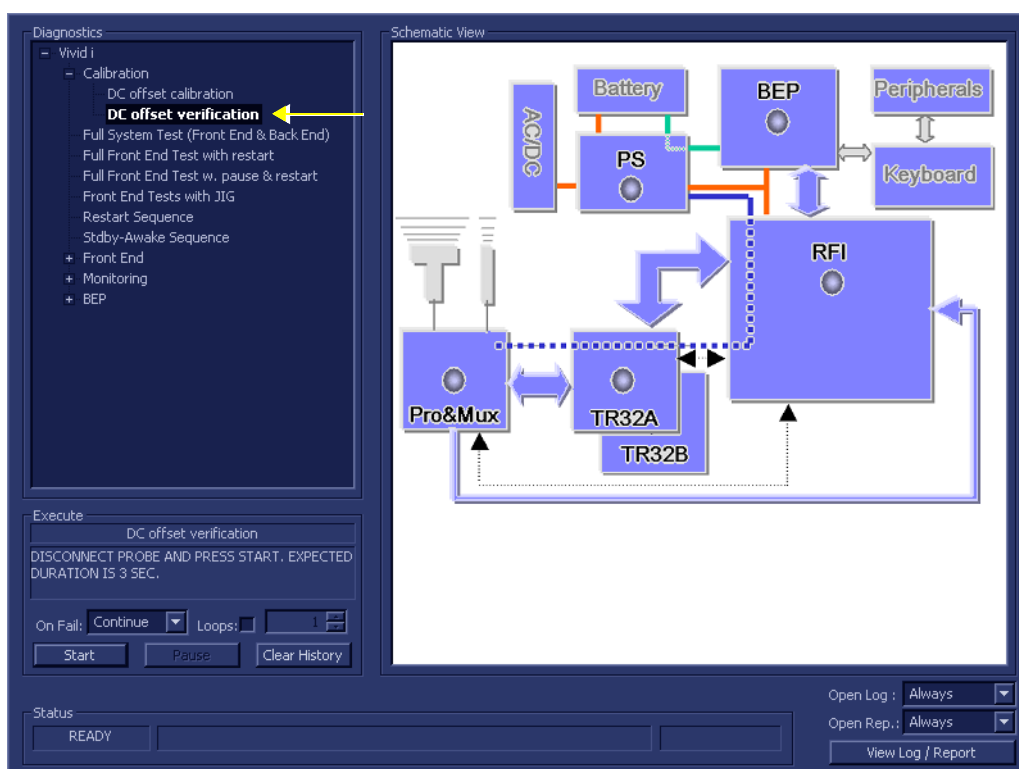 Diagnostics
Vivid i
Calibration
DC offset calibration
DC offset verification
Full System Test (Front End & Back End)
Full Front End Test with restart
Full Front End Test w. pause & restart
Front End Tests with JIG
Restart Sequence
Stdby-Awake Sequence
Front End
Monitoring
BEP
Execute
DC offset verification
DISCONNECT PROBE AND PRESS START. EXPECTED
DURATION IS 3 SEC.
On Fail: Continue Loops: 1
Start Pause Clear History
Schematic View
Battery
BEP
Peripherals
AC/DC
PS
Keyboard
RFI
Pro&Mux
TR32A
TR32B
Status
READY
Open Log : Always
Open Rep.: Always
View Log / Report